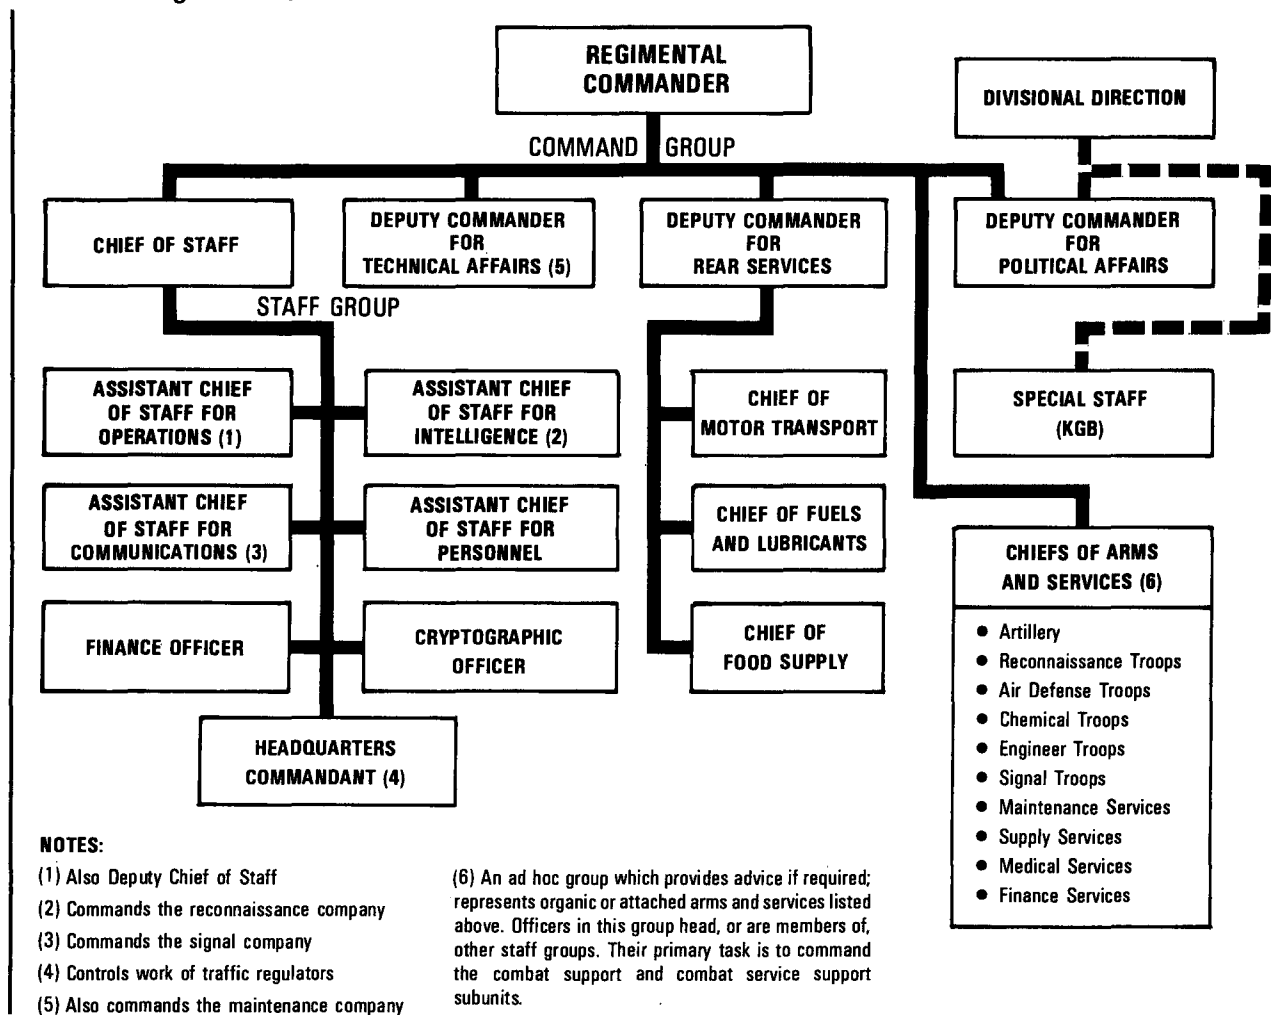 REGIMENTAL
COMMANDER
DIVISIONAL DIRECTION
COMMAND GROUP
CHIEF OF STAFF
DEPUTY COMMANDER
FOR
TECHNICAL AFFAIRS (5)
DEPUTY COMMANDER
FOR
REAR SERVICES
DEPUTY COMMANDER
FOR
POLITICAL AFFAIRS
STAFF GROUP
ASSISTANT CHIEF
OF STAFF FOR
OPERATIONS (1)
ASSISTANT CHIEF
OF STAFF FOR
INTELLIGENCE (2)
CHIEF OF
MOTOR TRANSPORT
SPECIAL STAFF
(KGB)
ASSISTANT CHIEF
OF STAFF FOR
COMMUNICATIONS (3)
ASSISTANT CHIEF
OF STAFF FOR
PERSONNEL
CHIEF OF FUELS
AND LUBRICANTS
CHIEFS OF ARMS
AND SERVICES (6)
FINANCE OFFICER
CRYPTOGRAPHIC
OFFICER
CHIEF OF
FOOD SUPPLY
● Artillery
● Reconnaissance Troops
● Air Defense Troops
● Chemical Troops
● Engineer Troops
● Signal Troops
● Maintenance Services
● Supply Services
● Medical Services
● Finance Services
HEADQUARTERS
COMMANDANT (4)
NOTES:
(1) Also Deputy Chief of Staff
(2) Commands the reconnaissance company
(3) Commands the signal company
(4) Controls work of traffic regulators
(5) Also commands the maintenance company
(6) An ad hoc group which provides advice if required;
represents organic or attached arms and services listed
above. Officers in this group head, or are members of,
other staff groups. Their primary task is to command
the combat support and combat service support
subunits.